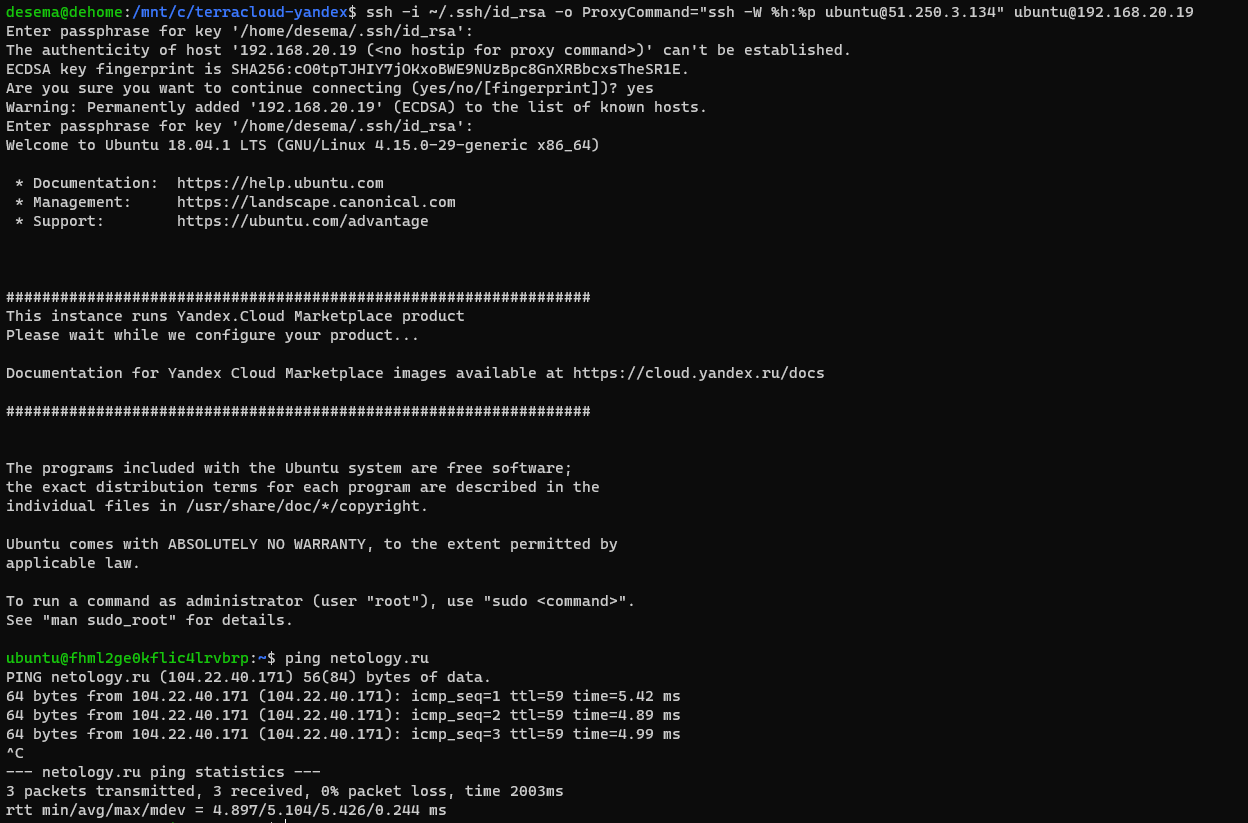 desema@dehome:/mnt/c/terracloud-yandex$ ssh -i ~/.ssh/id_rsa -o ProxyCommand="ssh -W %h:%p ubuntu@51.250.3.134" ubuntu@192.168.20.19
Enter passphrase for key '/home/desema/.ssh/id_rsa':
The authenticity of host '192.168.20.19 (<no hostip for proxy command>)' can't be established.
ECDSA key fingerprint is SHA256:cO0tpTJHIY7jOKxoBWE9NUzBpc8GnXRBbcxsTheSR1E.
Are you sure you want to continue connecting (yes/no/[fingerprint])? yes
Warning: Permanently added '192.168.20.19' (ECDSA) to the list of known hosts.
Enter passphrase for key '/home/desema/.ssh/id_rsa':
Welcome to Ubuntu 18.04.1 LTS (GNU/Linux 4.15.0-29-generic x86_64)
 * Documentation:  https://help.ubuntu.com
 * Management:     https://landscape.canonical.com
 * Support:        https://ubuntu.com/advantage
#################################################################
This instance runs Yandex.Cloud Marketplace product
Please wait while we configure your product...
Documentation for Yandex Cloud Marketplace images available at https://cloud.yandex.ru/docs
#################################################################
The programs included with the Ubuntu system are free software;
the exact distribution terms for each program are described in the
individual files in /usr/share/doc/*/copyright.
Ubuntu comes with ABSOLUTELY NO WARRANTY, to the extent permitted by
applicable law.
To run a command as administrator (user "root"), use "sudo <command>".
See "man sudo_root" for details.
ubuntu@fhml2ge0kflic4lrvbrp:~$ ping netology.ru
PING netology.ru (104.22.40.171) 56(84) bytes of data.
64 bytes from 104.22.40.171 (104.22.40.171): icmp_seq=1 ttl=59 time=5.42 ms
64 bytes from 104.22.40.171 (104.22.40.171): icmp_seq=2 ttl=59 time=4.89 ms
64 bytes from 104.22.40.171 (104.22.40.171): icmp_seq=3 ttl=59 time=4.99 ms
^C
--- netology.ru ping statistics ---
3 packets transmitted, 3 received, 0% packet loss, time 2003ms
rtt min/avg/max/mdev = 4.897/5.104/5.426/0.244 ms